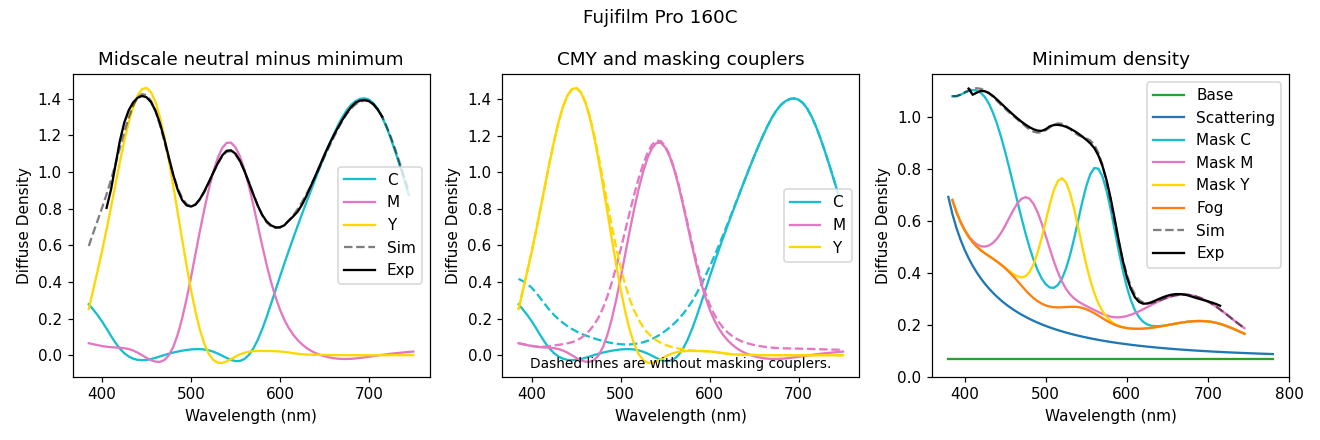 Fujifilm Pro 160C
Midscale neutral minus minimum
Diffuse Density
1.4
1.2
1.0
0.8
0.6
0.4
0.2
0.0
C
M
Y
Sim
Exp
400 500 600 700
Wavelength (nm)
CMY and masking couplers
Diffuse Density
1.4
1.2
1.0
0.8
0.6
0.4
0.2
0.0
C
M
Y
Dashed lines are without masking couplers.
400 500 600 700
Wavelength (nm)
Minimum density
Diffuse Density
1.0
0.8
0.6
0.4
0.2
0.0
Base
Scattering
Mask C
Mask M
Mask Y
Fog
Sim
Exp
400 500 600 700 800
Wavelength (nm)